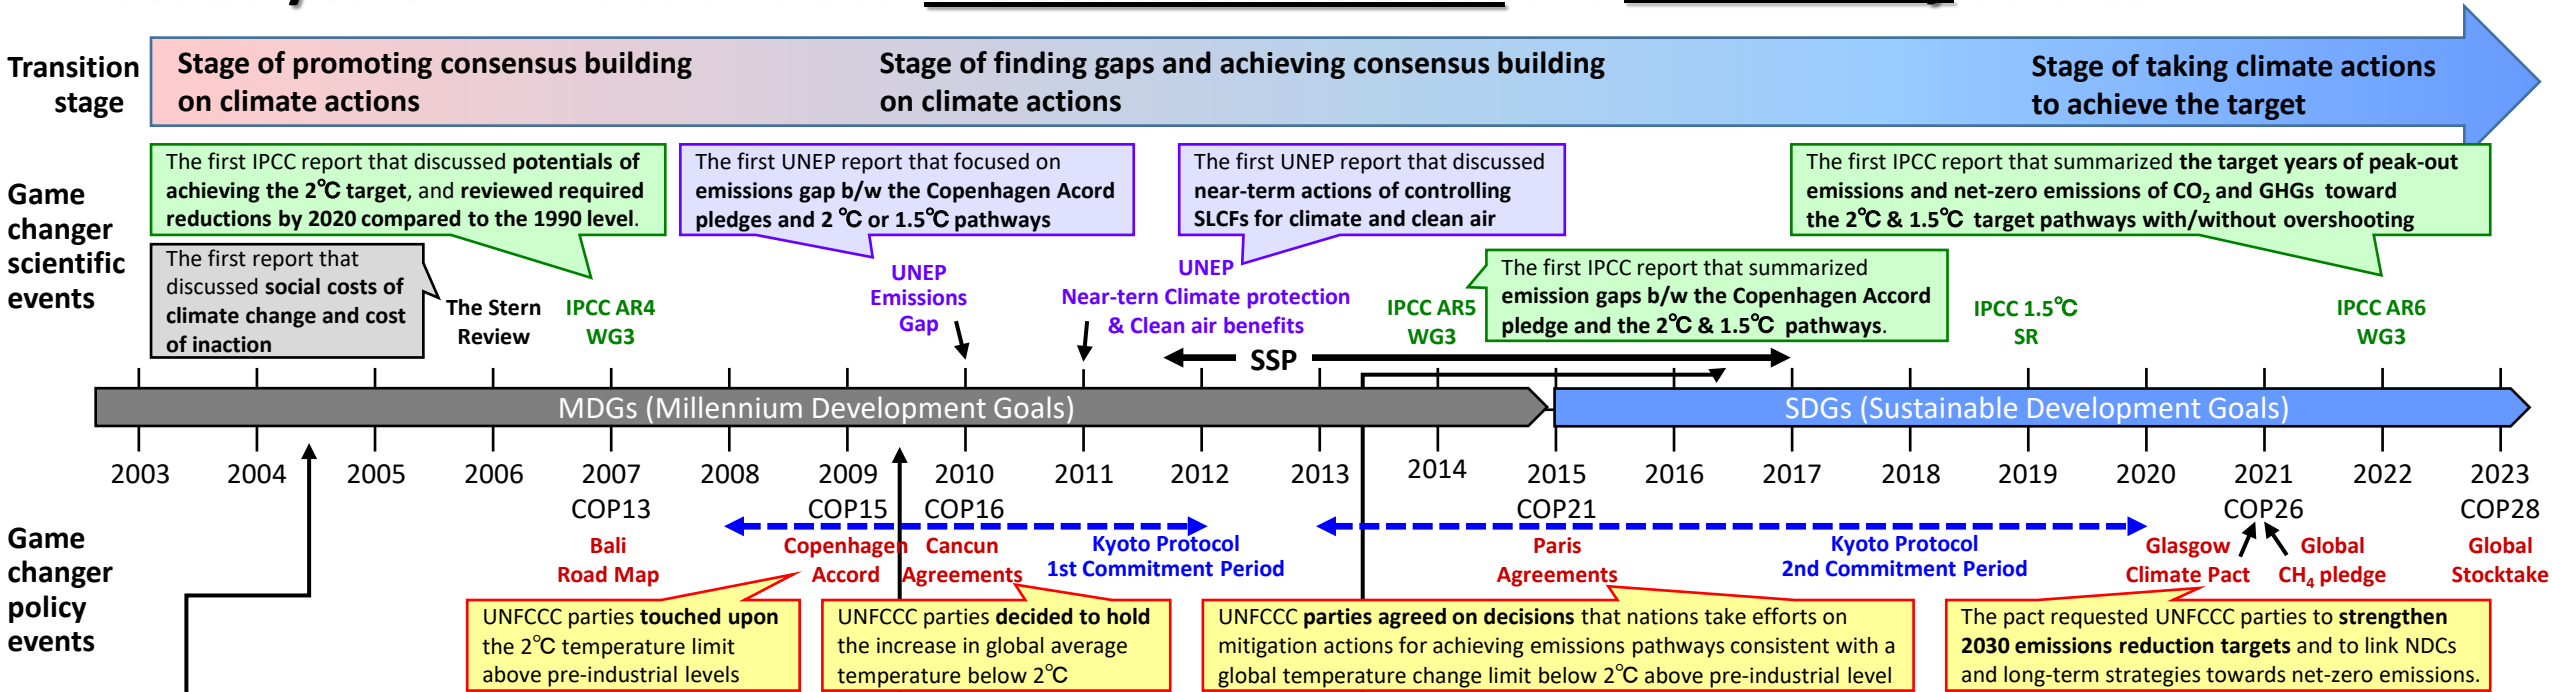 Transition
stage
Stage of promoting consensus building
on climate actions
Stage of finding gaps and achieving consensus building
on climate actions
Stage of taking climate actions
to achieve the target
Game
changer
scientific
events
The first IPCC report that discussed potentials of
achieving the 2℃ target, and reviewed required
reductions by 2020 compared to the 1990 level.
The first UNEP report that focused on
emissions gap b/w the Copenhagen Acord
pledges and 2 ℃ or 1.5℃ pathways
The first UNEP report that discussed
near-term actions of controlling
SLCFs for climate and clean air
The first IPCC report that summarized the target years of peak-out
emissions and net-zero emissions of CO₂ and GHGs toward
the 2℃ & 1.5℃ target pathways with/without overshooting
The first report that
discussed social costs of
climate change and cost
of inaction
The Stern
Review
IPCC AR4
WG3
UNEP
Emissions
Gap
UNEP
Near-tern Climate protection
& Clean air benefits
IPCC AR5
WG3
The first IPCC report that summarized
emission gaps b/w the Copenhagen Accord
pledge and the 2℃ & 1.5℃ pathways.
IPCC 1.5℃
SR
IPCC AR6
WG3
SSP
MDGs (Millennium Development Goals)
SDGs (Sustainable Development Goals)
2003 2004 2005 2006 2007 2008 2009 2010 2011 2012 2013 2014 2015 2016 2017 2018 2019 2020 2021 2022 2023
COP13 COP15 COP16 COP21 COP26 COP28
Game
changer
policy
events
Bali
Road Map
Copenhagen
Accord
Cancun
Agreements
Kyoto Protocol
1st Commitment Period
Paris
Agreements
Kyoto Protocol
2nd Commitment Period
Glasgow
Climate Pact
Global
CH₄ pledge
Global
Stocktake
UNFCCC parties touched upon
the 2℃ temperature limit
above pre-industrial levels
UNFCCC parties decided to hold
the increase in global average
temperature below 2℃
UNFCCC parties agreed on decisions that nations take efforts on
mitigation actions for achieving emissions pathways consistent with a
global temperature change limit below 2℃ above pre-industrial level
The pact requested UNFCCC parties to strengthen
2030 emissions reduction targets and to link NDCs
and long-term strategies towards net-zero emissions.